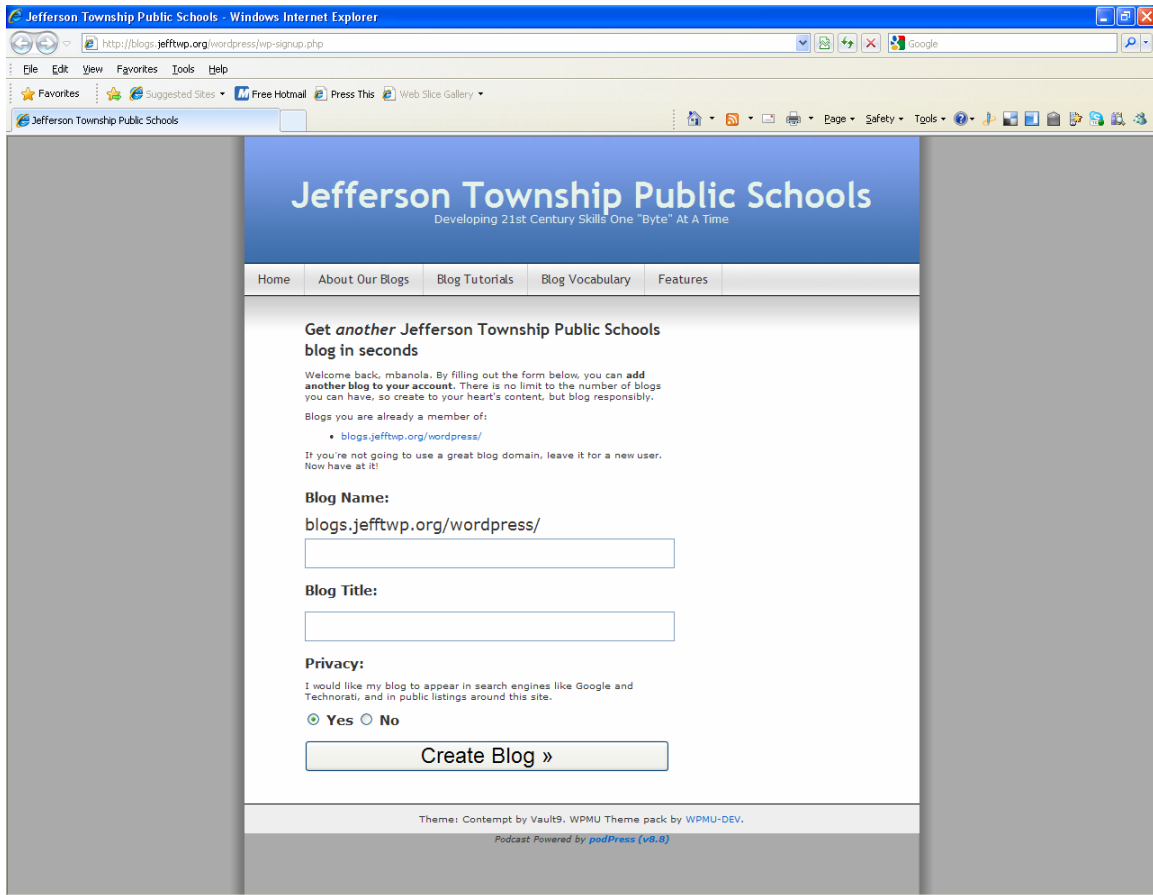 Jefferson Township Public Schools - Windows Internet Explorer
http://blogs.jefftwp.org/wordpress/wp-signup.php
Google
File Edit View Favorites Tools Help
Favorites Suggested Sites Free Hotmail Press This Web Slice Gallery
Jefferson Township Public Schools
Page Safety Tools
Jefferson Township Public Schools
Developing 21st Century Skills One "Byte" At A Time
Home About Our Blogs Blog Tutorials Blog Vocabulary Features
Get another Jefferson Township Public Schools
blog in seconds
Welcome back, mbanola. By filling out the form below, you can add
another blog to your account. There is no limit to the number of blogs
you can have, so create to your heart's content, but blog responsibly.
Blogs you are already a member of:
• blogs.jefftwp.org/wordpress/
If you're not going to use a great blog domain, leave it for a new user.
Now have at it!
Blog Name:
blogs.jefftwp.org/wordpress/
Blog Title:
Privacy:
I would like my blog to appear in search engines like Google and
Technorati, and in public listings around this site.
Yes No
Create Blog »
Theme: Contempt by Vault9. WPMU Theme pack by WPMU-DEV.
Podcast Powered by podPress (v8.8)